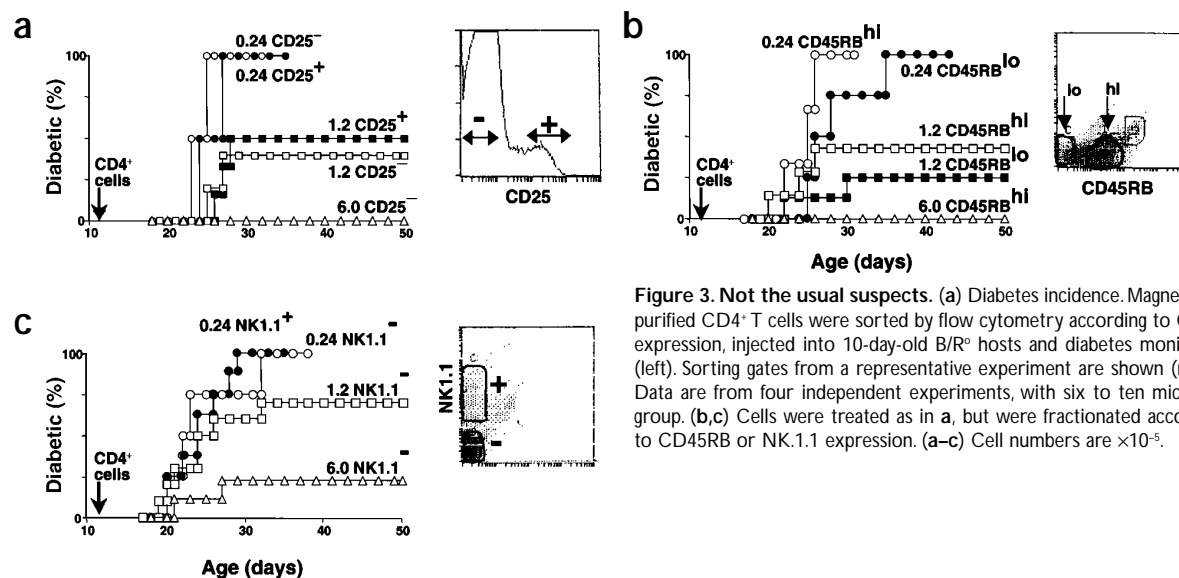 a
Diabetic (%)
100
0
CD4+
cells
0.24 CD25−
0.24 CD25+
1.2 CD25+
1.2 CD25−
6.0 CD25−
10 20 30 40 50
- +
CD25
b
Diabetic (%)
100
0
CD4+
cells
0.24 CD45RBhi
0.24 CD45RBlo
1.2 CD45RBhi
1.2 CD45RBlo
6.0 CD45RBhi
10 20 30 40 50
Age (days)
lo hi
CD45RB
c
Diabetic (%)
100
0
CD4+
cells
0.24 NK1.1+
0.24 NK1.1-
1.2 NK1.1-
6.0 NK1.1-
10 20 30 40 50
Age (days)
NK1.1
+
-
Figure 3. Not the usual suspects. (a) Diabetes incidence. Magne
purified CD4+ T cells were sorted by flow cytometry according to
expression, injected into 10-day-old B/Ro hosts and diabetes moni
(left). Sorting gates from a representative experiment are shown (
Data are from four independent experiments, with six to ten mic
group. (b,c) Cells were treated as in a, but were fractionated acco
to CD45RB or NK.1.1 expression. (a–c) Cell numbers are ×10−5.